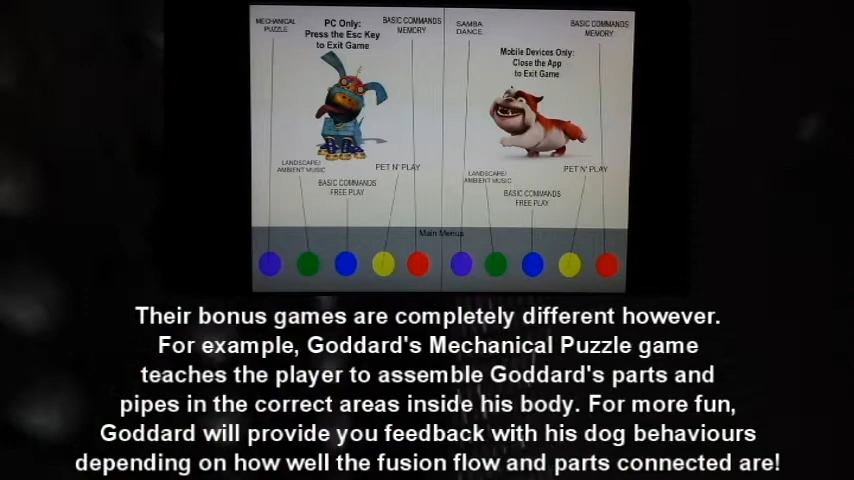 MECHANICAL
PUZZLE
PC Only:
Press the Esc Key
to Exit Game
BASIC COMMANDS
MEMORY
SAMBA
DANCE
BASIC COMMANDS
MEMORY
Mobile Devices Only:
Close the App
to Exit Game
LANDSCAPE/
AMBIENT MUSIC
PET N' PLAY
BASIC COMMANDS
FREE PLAY
LANDSCAPE/
AMBIENT MUSIC
PET N' PLAY
BASIC COMMANDS
FREE PLAY
Main Menus
Their bonus games are completely different however.
For example, Goddard's Mechanical Puzzle game
teaches the player to assemble Goddard's parts and
pipes in the correct areas inside his body. For more fun,
Goddard will provide you feedback with his dog behaviours
depending on how well the fusion flow and parts connected are!